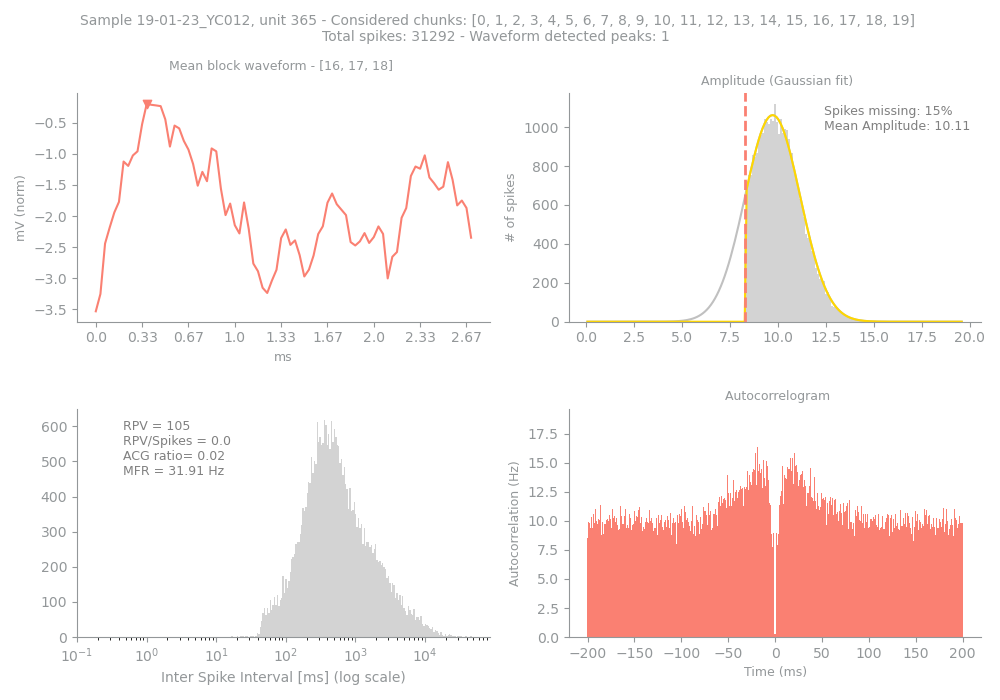 Sample 19-01-23_YC012, unit 365 - Considered chunks: [0, 1, 2, 3, 4, 5, 6, 7, 8, 9, 10, 11, 12, 13, 14, 15, 16, 17, 18, 19]
Total spikes: 31292 - Waveform detected peaks: 1
Mean block waveform - [16, 17, 18]
mV (norm)
−0.5
−1.0
−1.5
−2.0
−2.5
−3.0
−3.5
0.0 0.33 0.67 1.0 1.33 1.67 2.0 2.33 2.67
ms
Amplitude (Gaussian fit)
Spikes missing: 15%
Mean Amplitude: 10.11
# of spikes
1000
800
600
400
200
0
0.0 2.5 5.0 7.5 10.0 12.5 15.0 17.5 20.0
RPV = 105
RPV/Spikes = 0.0
ACG ratio= 0.02
MFR = 31.91 Hz
600
500
400
300
200
100
0
10⁻¹ 10⁰ 10¹ 10² 10³ 10⁴
Inter Spike Interval [ms] (log scale)
Autocorrelogram
Autocorrelation (Hz)
17.5
15.0
12.5
10.0
7.5
5.0
2.5
0.0
−200 −150 −100 −50 0 50 100 150 200
Time (ms)